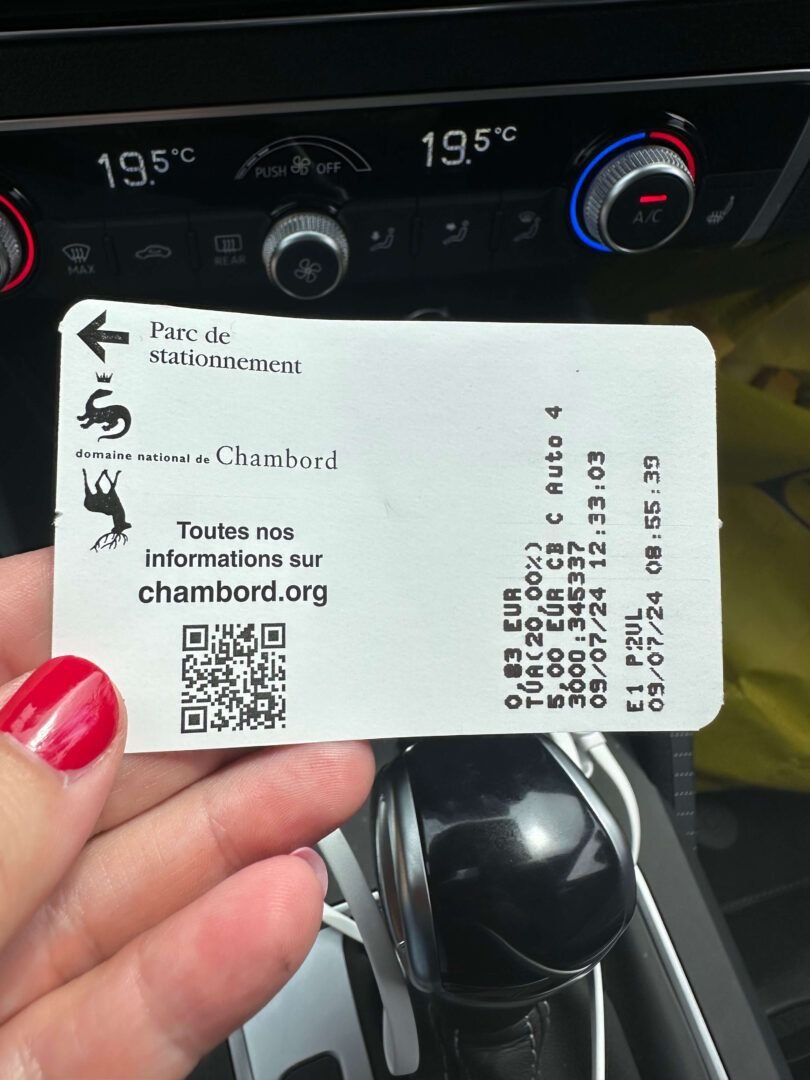 19.5°C
PUSH OFF
19.5°C
MAX
REAR
A/C
Parc de
stationnement
domaine national de Chambord
Toutes nos
informations sur
chambord.org
0,83 EUR
TVA(20,00%)
5,00 EUR CB C Auto 4
3000:345337
09/07/24 12:33:03
E1 P2VL
09/07/24 08:55:39